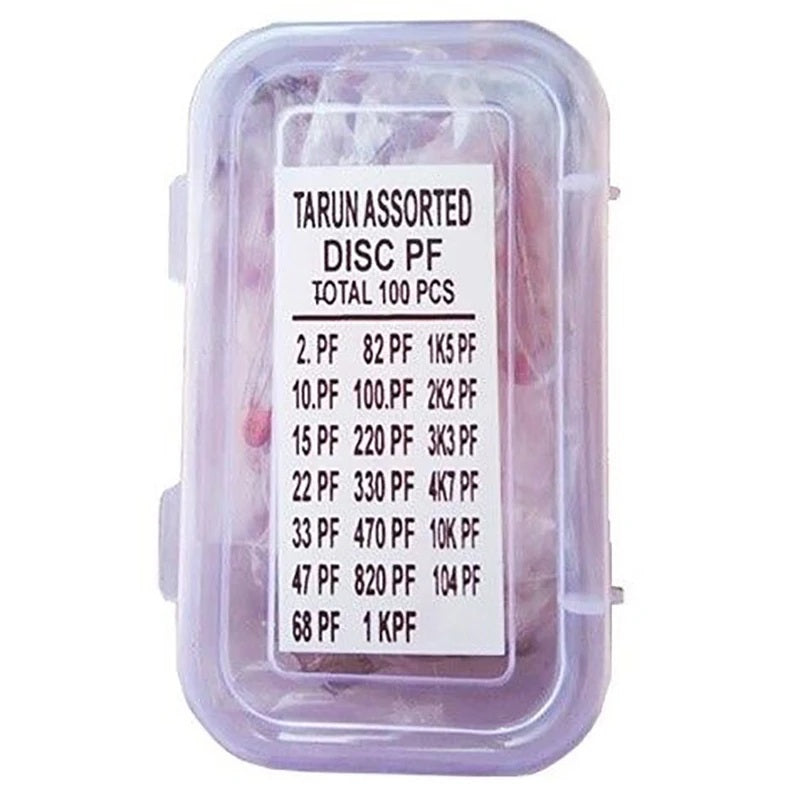 TARUN ASSORTED
DISC PF
TOTAL 100 PCS
2. PF 82 PF 1K5 PF
10.PF 100.PF 2K2 PF
15 PF 220 PF 3K3 PF
22 PF 330 PF 4K7 PF
33 PF 470 PF 10K PF
47 PF 820 PF 104 PF
68 PF 1 KPF